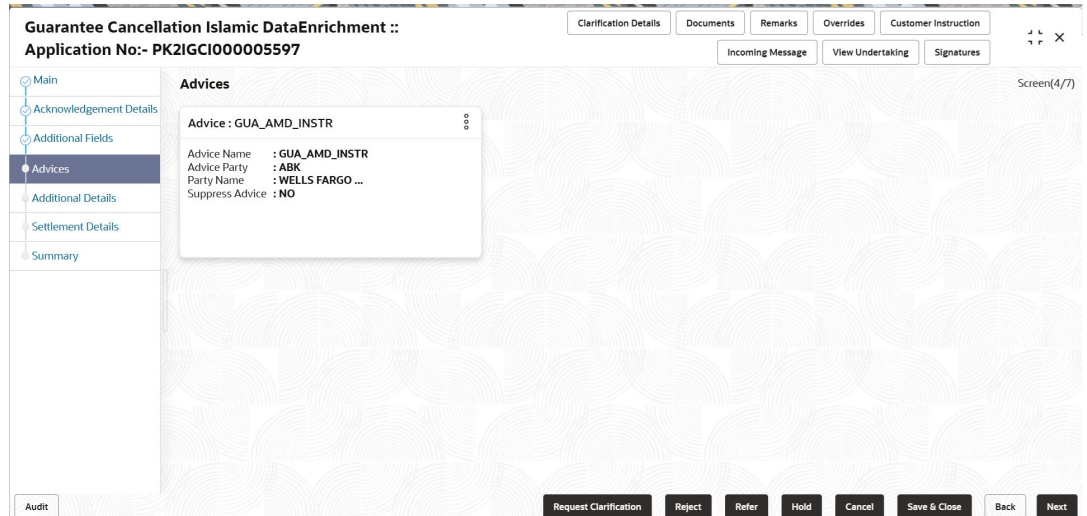 Guarantee Cancellation Islamic DataEnrichment ::
Application No:- PK2IGCI000005597
Clarification Details
Documents
Remarks
Overrides
Customer Instruction
Incoming Message
View Undertaking
Signatures
Main
Acknowledgement Details
Additional Fields
Advices
Additional Details
Settlement Details
Summary
Advices
Screen(4/7)
Advice : GUA_AMD_INSTR
Advice Name : GUA_AMD_INSTR
Advice Party : ABK
Party Name : WELLS FARGO ...
Suppress Advice : NO
Audit
Request Clarification
Reject
Refer
Hold
Cancel
Save & Close
Back
Next